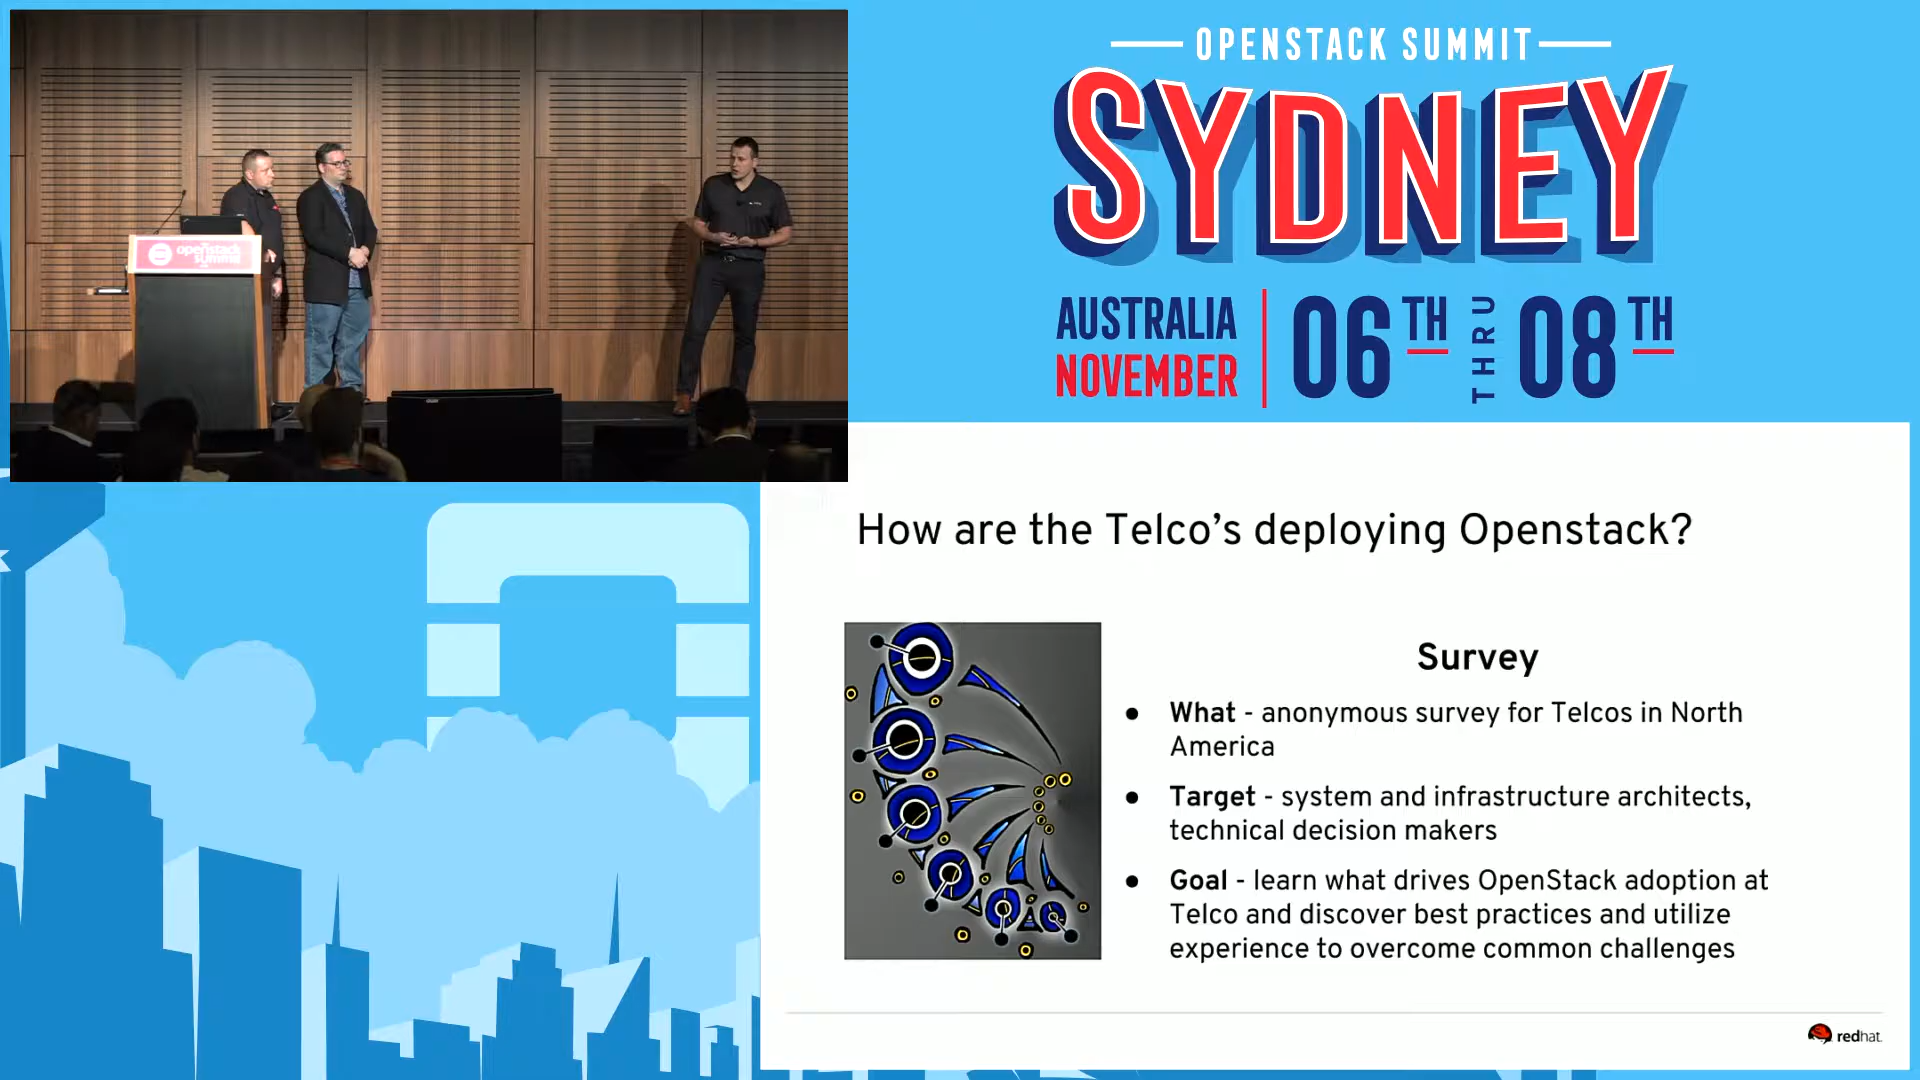 OPENSTACK SUMMIT
SYDNEY
AUSTRALIA
NOVEMBER
06TH THRU 08TH
openstack
summit
How are the Telco’s deploying Openstack?
Survey
● What - anonymous survey for Telcos in North
America
● Target - system and infrastructure architects,
technical decision makers
● Goal - learn what drives OpenStack adoption at
Telco and discover best practices and utilize
experience to overcome common challenges
redhat.